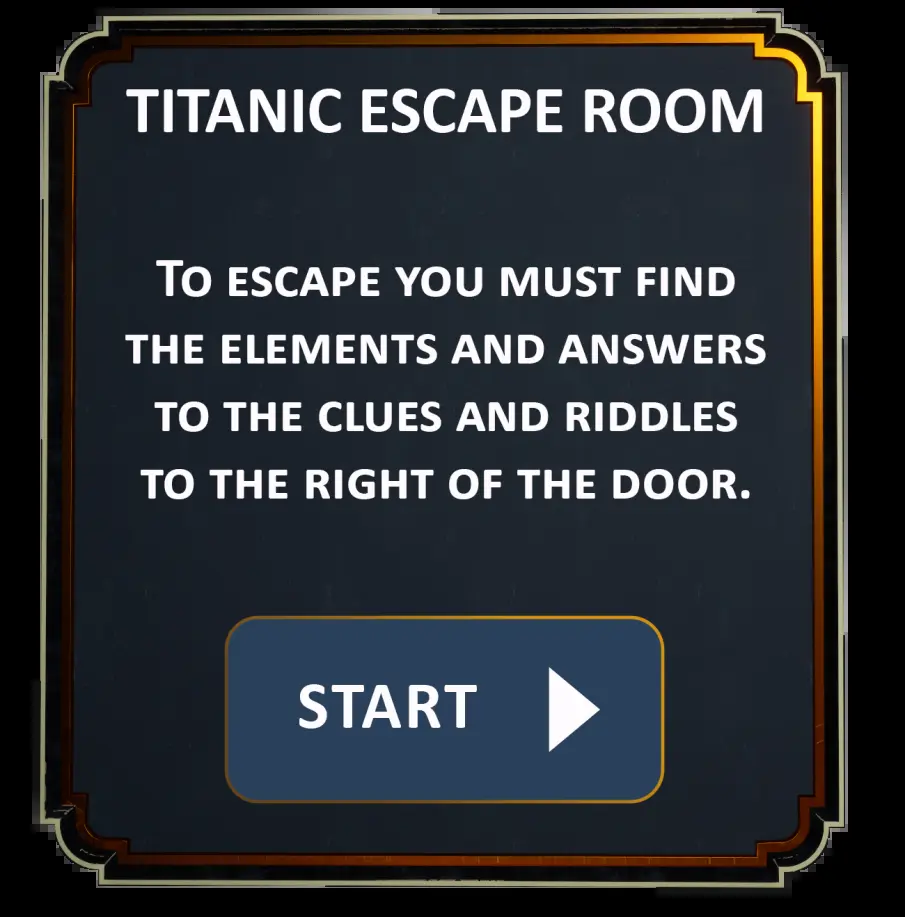 TITANIC ESCAPE ROOM
TO ESCAPE YOU MUST FIND
THE ELEMENTS AND ANSWERS
TO THE CLUES AND RIDDLES
TO THE RIGHT OF THE DOOR.
START